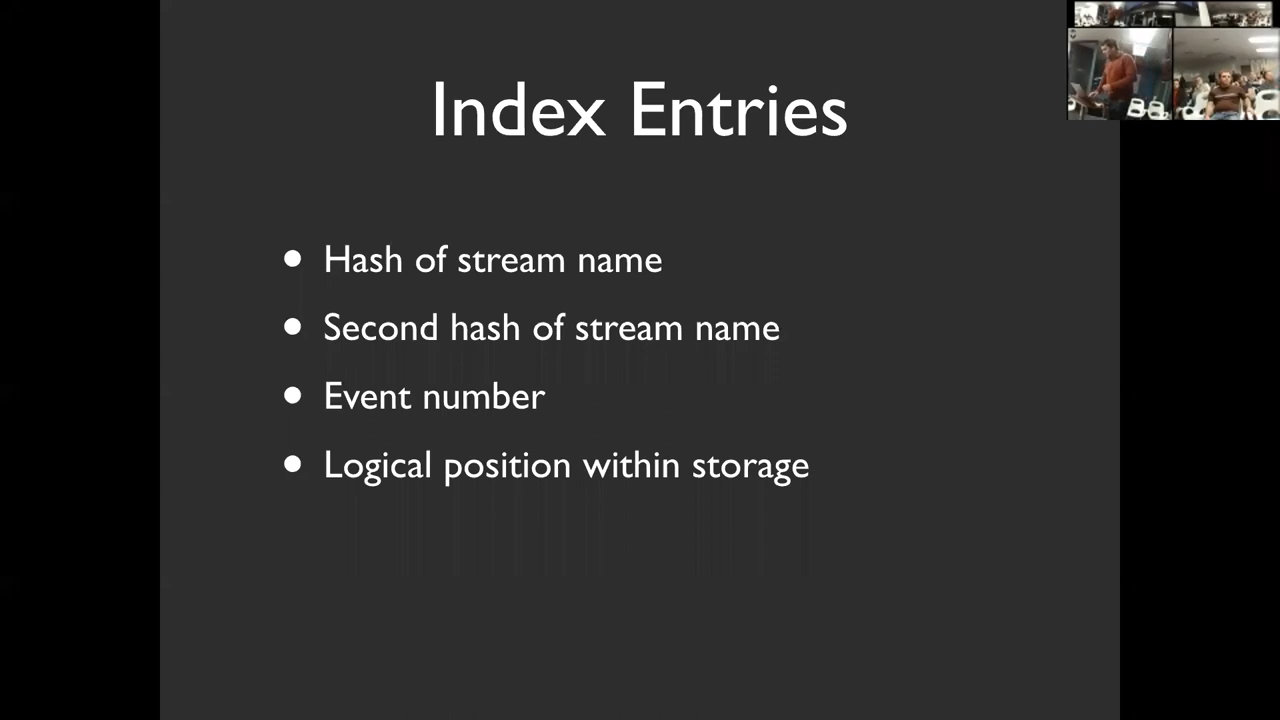 Index Entries
• Hash of stream name
• Second hash of stream name
• Event number
• Logical position within storage